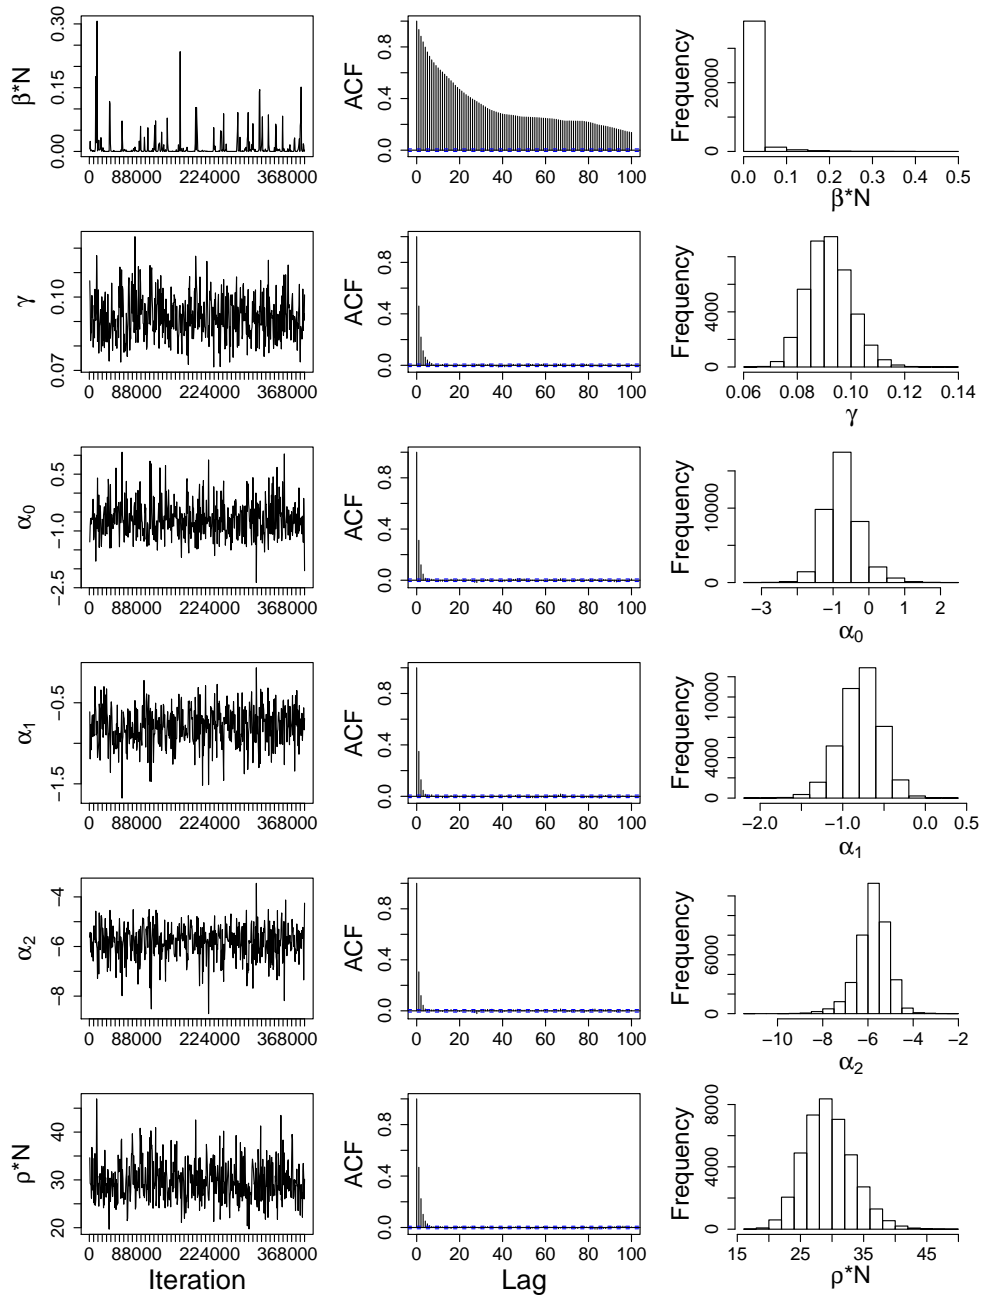 β*N
0.00 0.15 0.30
0 88000 224000 368000
ACF
0.0 0.4 0.8
0 20 40 60 80 100
Frequency
0 20000
0.0 0.1 0.2 0.3 0.4 0.5
β*N
γ
0.07 0.10
0 88000 224000 368000
ACF
0.0 0.4 0.8
0 20 40 60 80 100
Frequency
0 4000
0.06 0.08 0.10 0.12 0.14
γ
α0
−2.5 −1.0 0.5
0 88000 224000 368000
ACF
0.0 0.4 0.8
0 20 40 60 80 100
Frequency
0 10000
−3 −1 0 1 2
α0
α1
−1.5 −0.5
0 88000 224000 368000
ACF
0.0 0.4 0.8
0 20 40 60 80 100
Frequency
0 4000 10000
−2.0 −1.0 0.0 0.5
α1
α2
−8 −6 −4
0 88000 224000 368000
ACF
0.0 0.4 0.8
0 20 40 60 80 100
Frequency
0 6000
−10 −8 −6 −4 −2
α2
ρ*N
20 30 40
0 88000 224000 368000
Iteration
ACF
0.0 0.4 0.8
0 20 40 60 80 100
Lag
Frequency
0 4000 8000
15 25 35 45
ρ*N